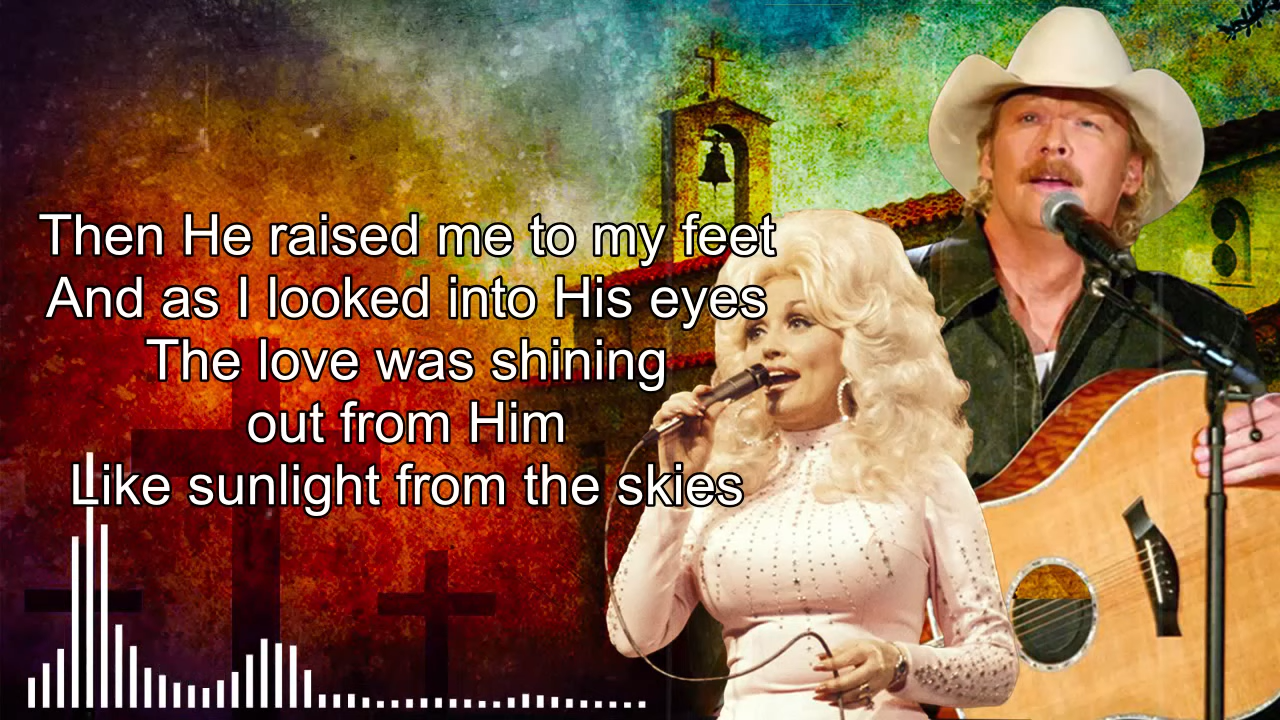 Then He raised me to my feet
And as I looked into His eyes
The love was shining
out from Him
Like sunlight from the skies